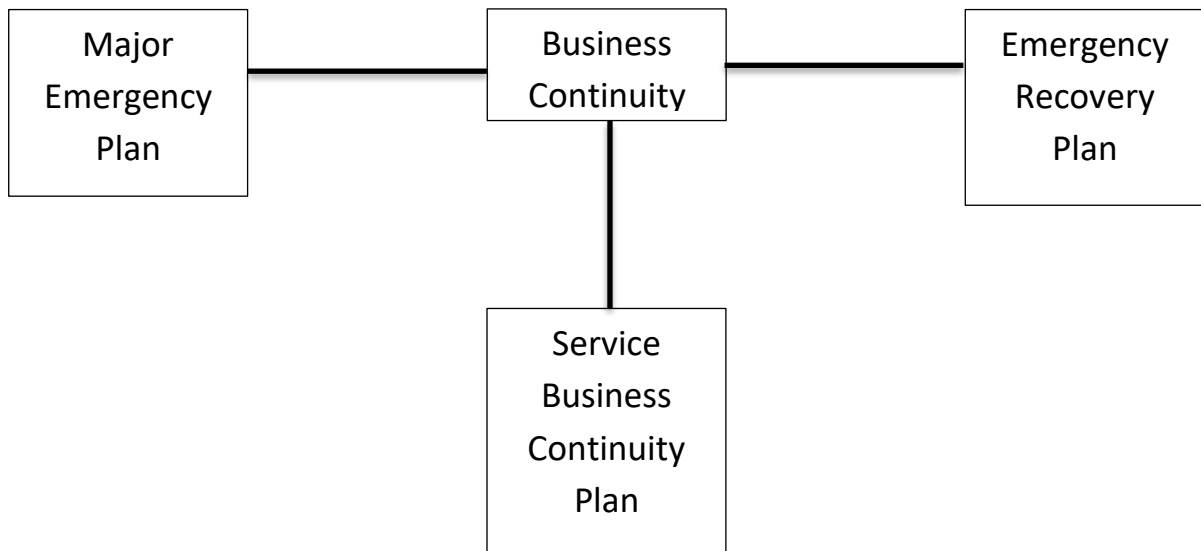 Major
Emergency
Plan
Business
Continuity
Emergency
Recovery
Plan
Service
Business
Continuity
Plan